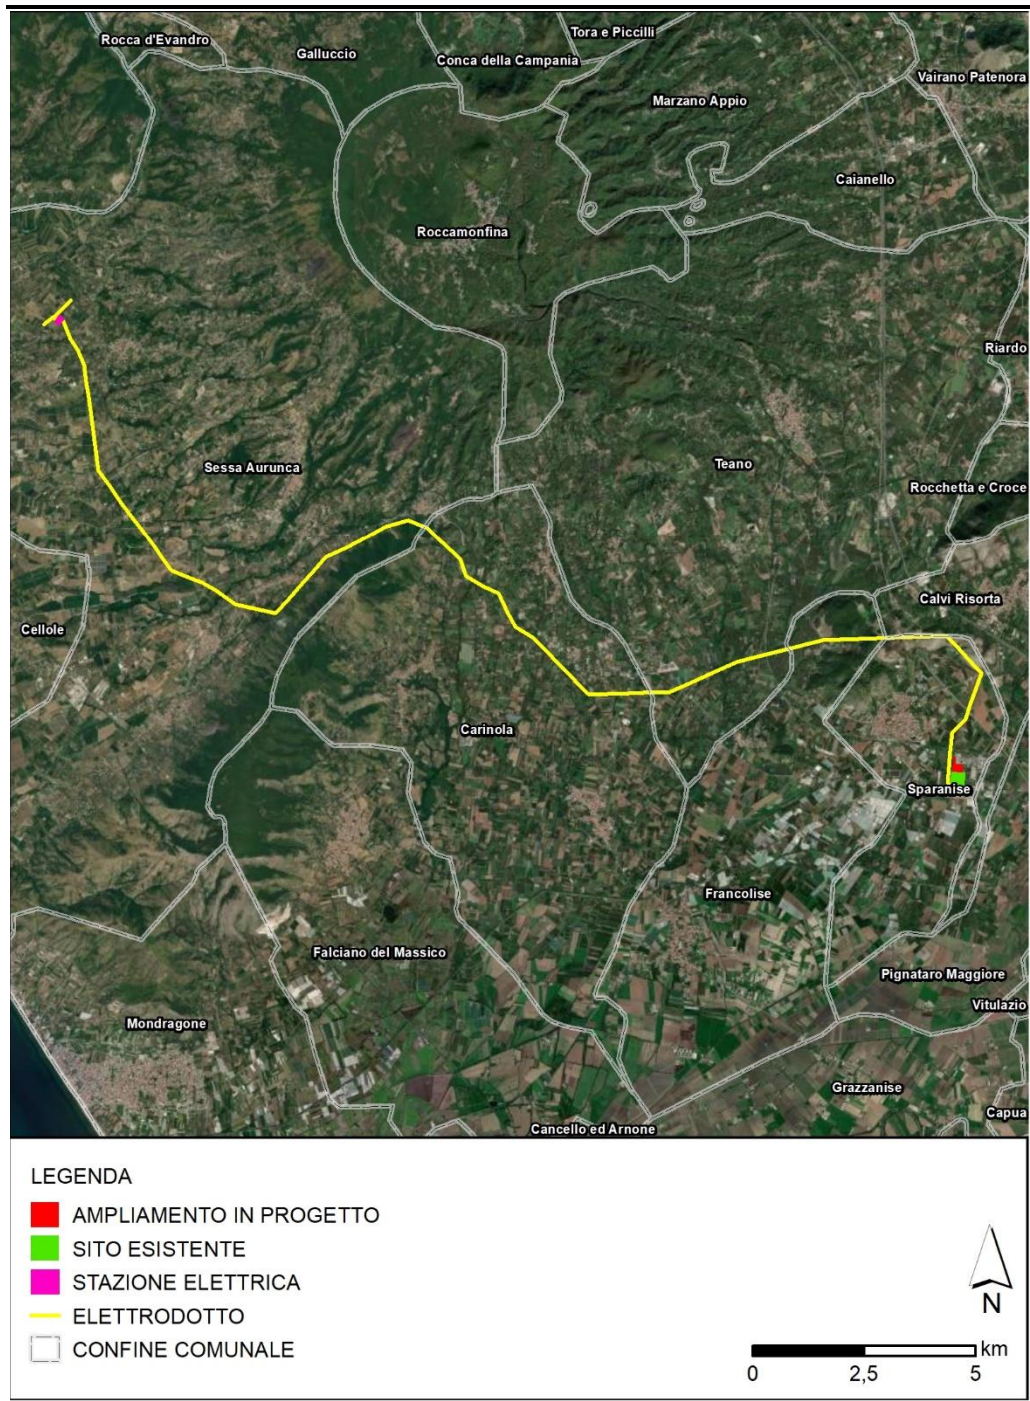 Tora e Piccilli
Rocca d'Evandro
Galluccio
Conca della Campania
Vairano Patenora
Marzano Appio
Caianello
Roccamonfina
Riardo
Sessa Aurunca
Teano
Rocchetta e Croce
Calvi Risorta
Cellole
Carinola
Sparanise
Francolise
Falciano del Massico
Pignataro Maggiore
Vitulazio
Mondragone
Grazzanise
Capua
Cancello ed Arnone
LEGENDA
AMPLIAMENTO IN PROGETTO
SITO ESISTENTE
STAZIONE ELETTRICA
ELETTRODOTTO
CONFINE COMUNALE
N
km
0 2,5 5